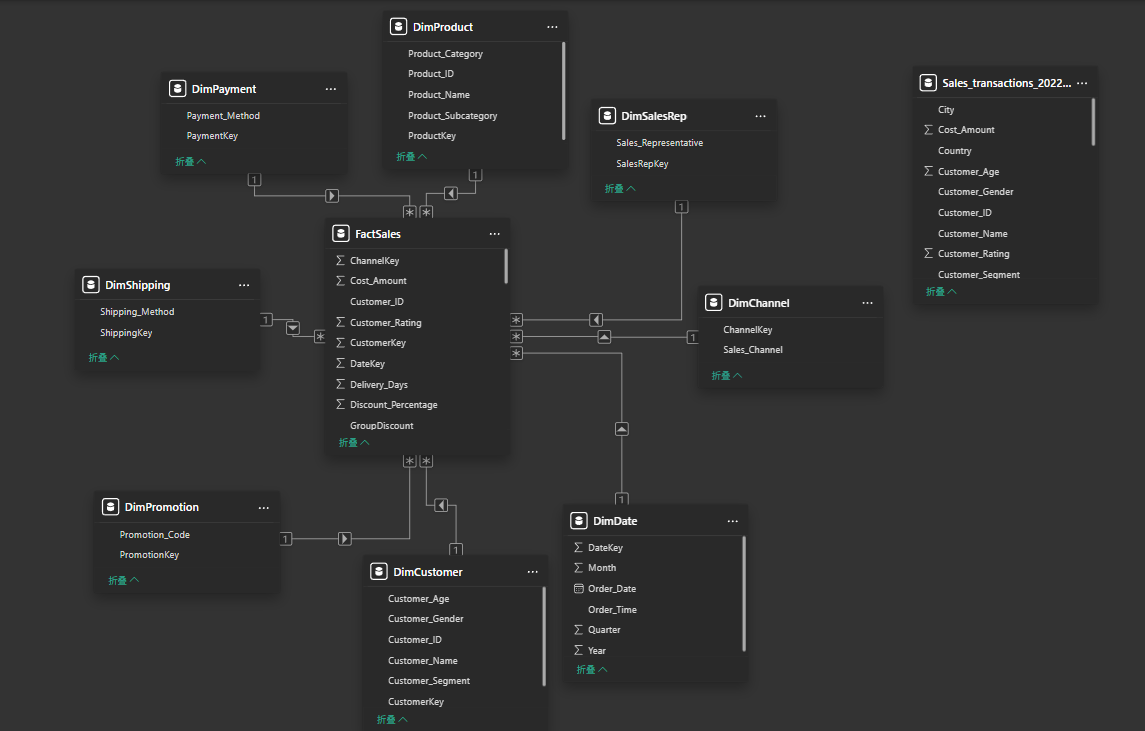 DimProduct
Product_Category
Product_ID
Product_Name
Product_Subcategory
ProductKey
折叠
1
DimPayment
Payment_Method
PaymentKey
折叠
1
DimSalesRep
Sales_Representative
SalesRepKey
折叠
1
Sales_transactions_2022...
City
Cost_Amount
Country
Customer_Age
Customer_Gender
Customer_ID
Customer_Name
Customer_Rating
Customer_Segment
折叠
* *
FactSales
ChannelKey
Cost_Amount
Customer_ID
Customer_Rating
CustomerKey
DateKey
Delivery_Days
Discount_Percentage
GroupDiscount
折叠
* *
DimShipping
Shipping_Method
ShippingKey
折叠
1
*
*
*
*
DimChannel
ChannelKey
Sales_Channel
折叠
1
DimPromotion
Promotion_Code
PromotionKey
折叠
1
1
DimCustomer
Customer_Age
Customer_Gender
Customer_ID
Customer_Name
Customer_Segment
CustomerKey
折叠
1
DimDate
DateKey
Month
Order_Date
Order_Time
Quarter
Year
折叠